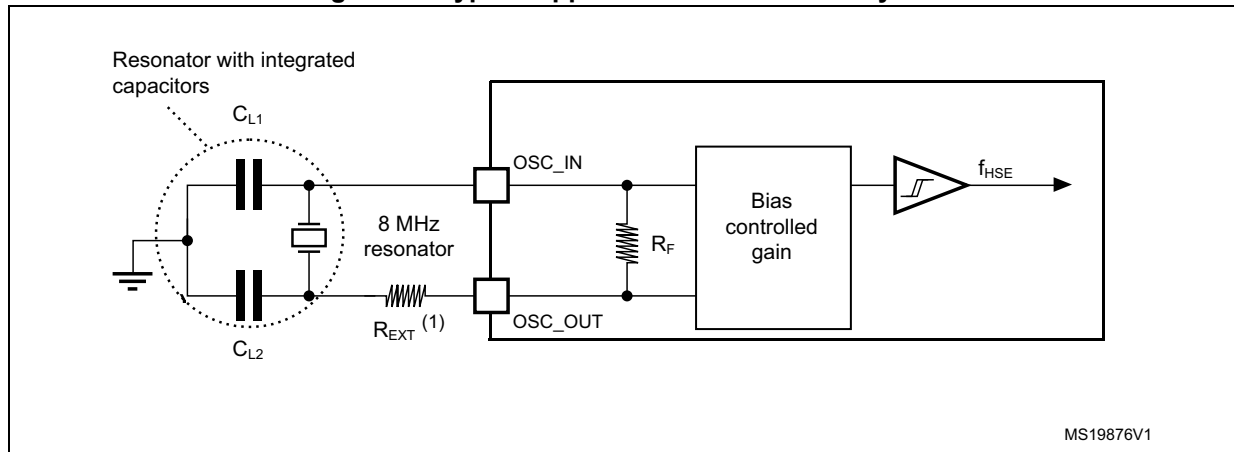 Resonator with integrated
capacitors
CL1
OSC_IN
fHSE
8 MHz
resonator
RF
Bias
controlled
gain
REXT (1)
OSC_OUT
CL2
MS19876V1